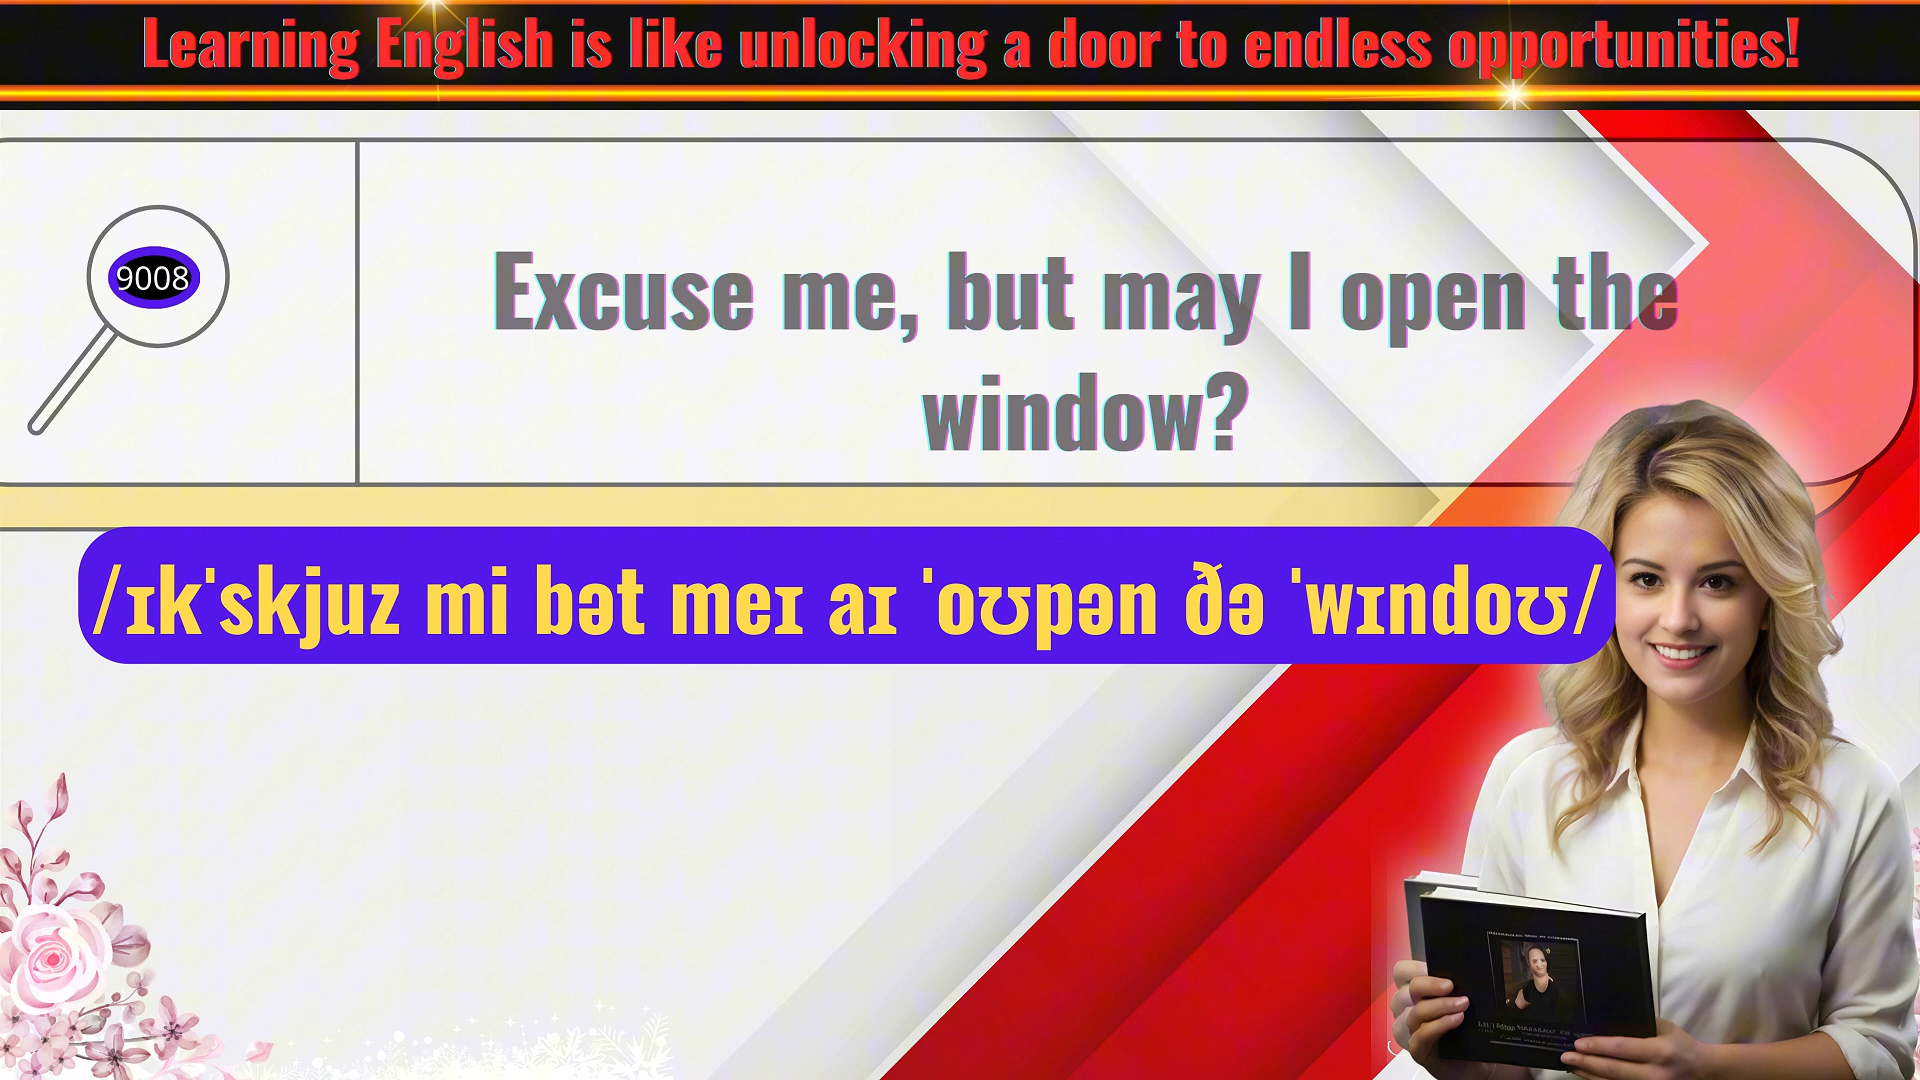 Learning English is like unlocking a door to endless opportunities!
9008
Excuse me, but may I open the
window?
/ɪkˈskjuz mi bət meɪ aɪ ˈoʊpən ðə ˈwɪndoʊ/